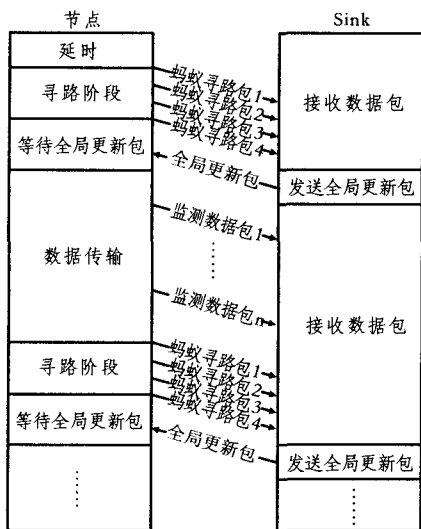 节点
Sink
延时
寻路阶段
等待全局更新包
数据传输
寻路阶段
等待全局更新包
……
蚂蚁寻路包1
蚂蚁寻路包2
蚂蚁寻路包3
蚂蚁寻路包4
全局更新包
监测数据包1
……
监测数据包n
蚂蚁寻路包1
蚂蚁寻路包2
蚂蚁寻路包3
蚂蚁寻路包4
全局更新包
接收数据包
发送全局更新包
接收数据包
发送全局更新包
……